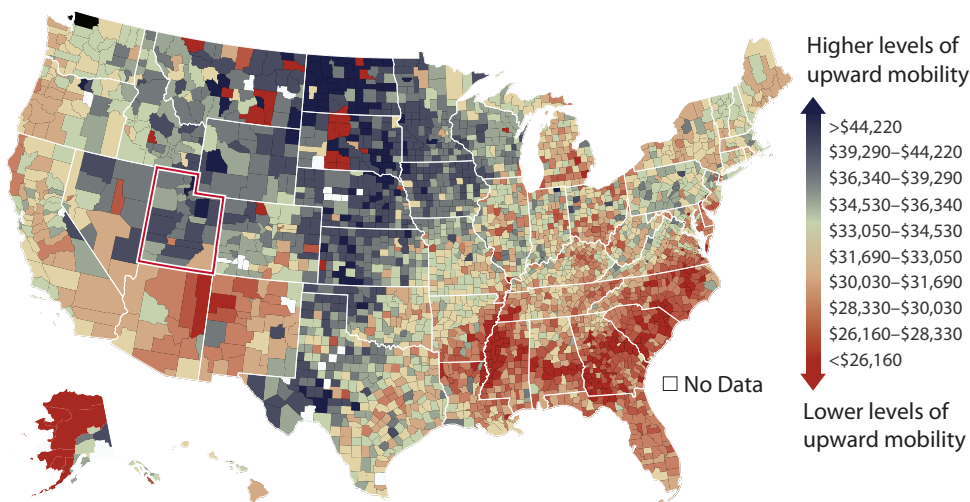 Higher levels of
upward mobility
>$44,220
$39,290–$44,220
$36,340–$39,290
$34,530–$36,340
$33,050–$34,530
$31,690–$33,050
$30,030–$31,690
$28,330–$30,030
$26,160–$28,330
<$26,160
No Data
Lower levels of
upward mobility